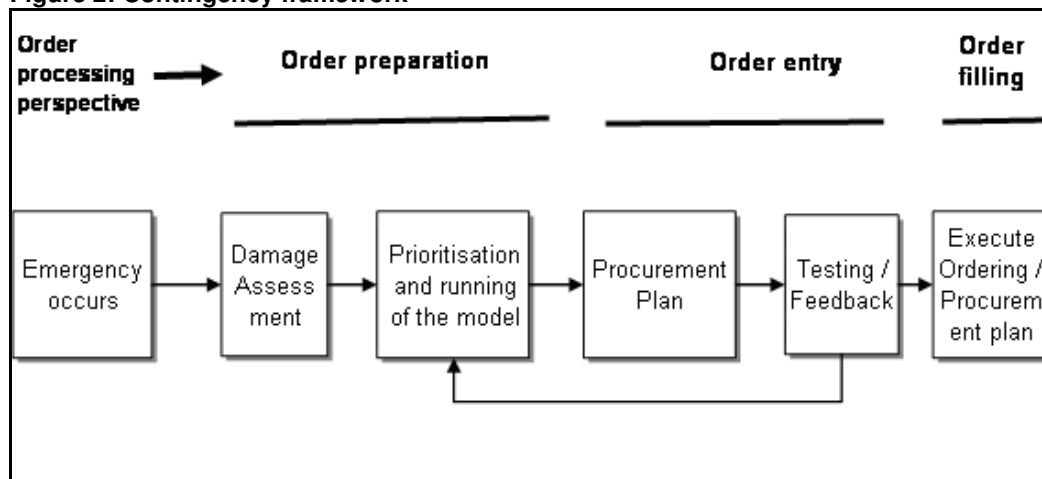 Figure 2: Contingency framework
Order
processing
perspective
Order preparation
Order entry
Order
filling
Emergency
occurs
Damage
Assess
ment
Prioritisation
and running
of the model
Procurement
Plan
Testing /
Feedback
Execute
Ordering /
Procurem
ent plan